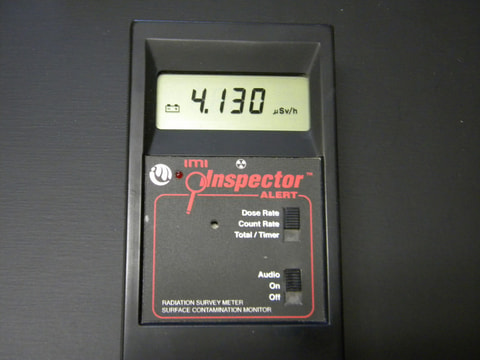 4.130 µSv/h
IMI
Inspector™
ALERT
Dose Rate
Count Rate
Total / Timer
Audio
On
Off
RADIATION SURVEY METER
SURFACE CONTAMINATION MONITOR